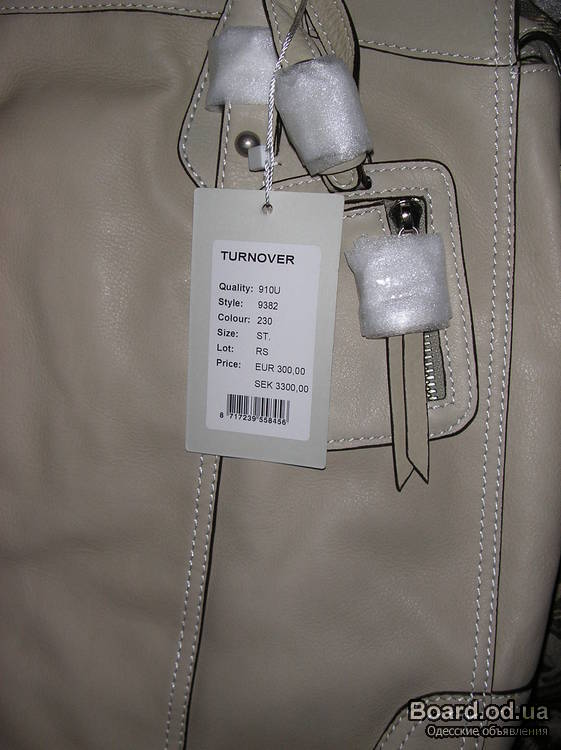 TURNOVER
Quality: 910U
Style: 9382
Colour: 230
Size: ST.
Lot: RS
Price: EUR 300,00
SEK 3300,00
8 717239 558456
Board.od.ua
Одесские объявления